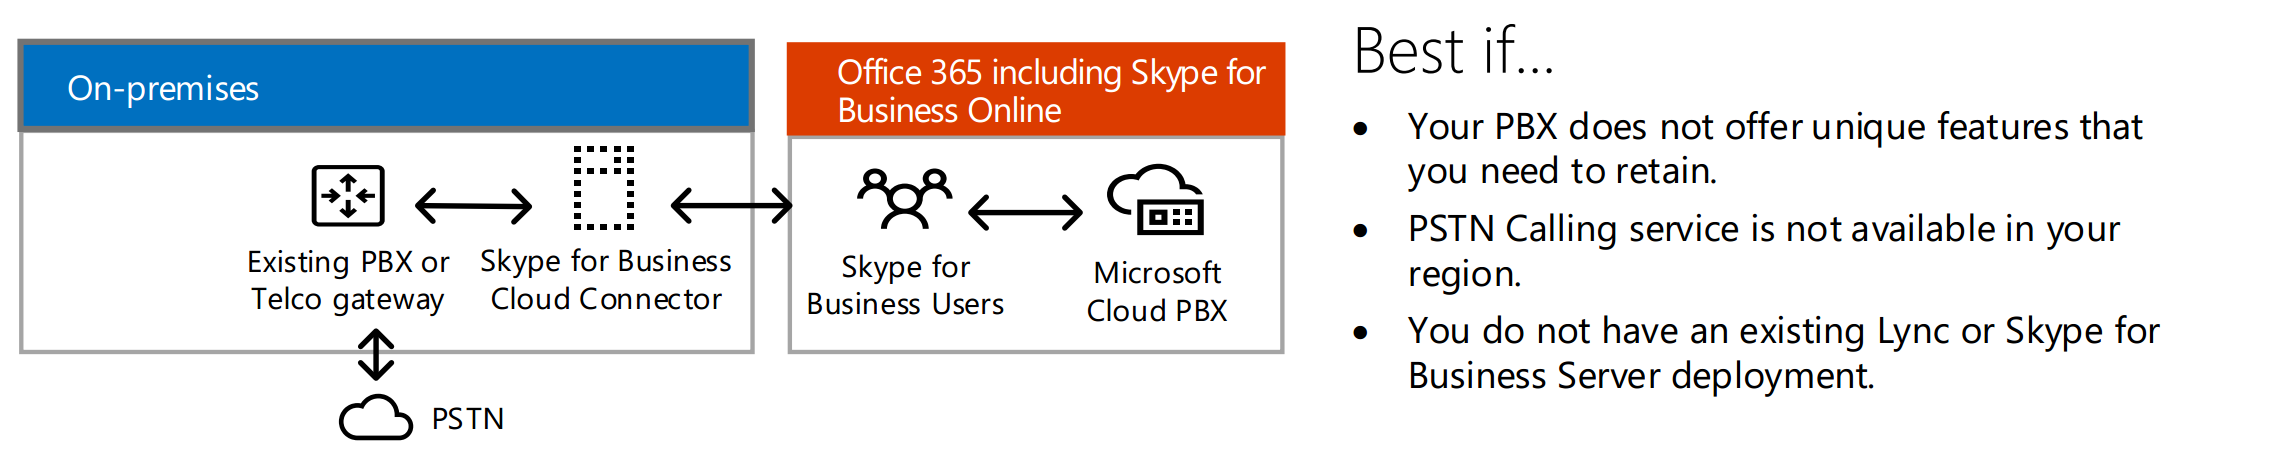 On-premises
Office 365 including Skype for
Business Online
Existing PBX or
Telco gateway
Skype for Business
Cloud Connector
Skype for
Business Users
Microsoft
Cloud PBX
PSTN
Best if...
• Your PBX does not offer unique features that
you need to retain.
• PSTN Calling service is not available in your
region.
• You do not have an existing Lync or Skype for
Business Server deployment.